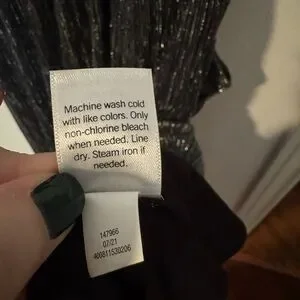 Machine wash cold
with like colors. Only
non-chlorine bleach
when needed. Line
dry. Steam iron if
needed.
147966
07/21
400811539206